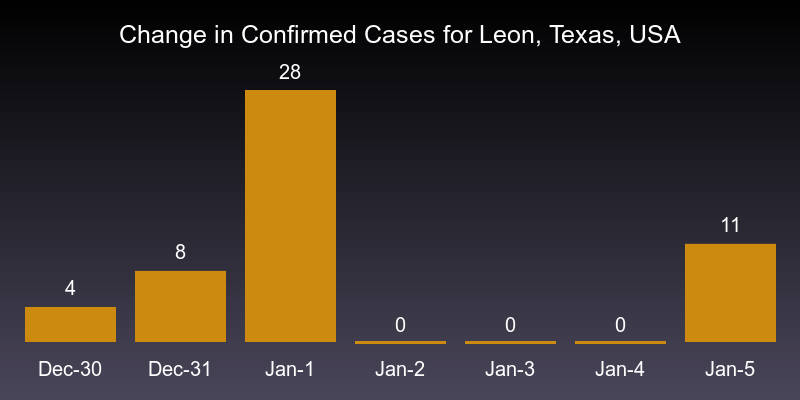 Change in Confirmed Cases for Leon, Texas, USA
28
11
8
4
0 0 0
Dec-30 Dec-31 Jan-1 Jan-2 Jan-3 Jan-4 Jan-5